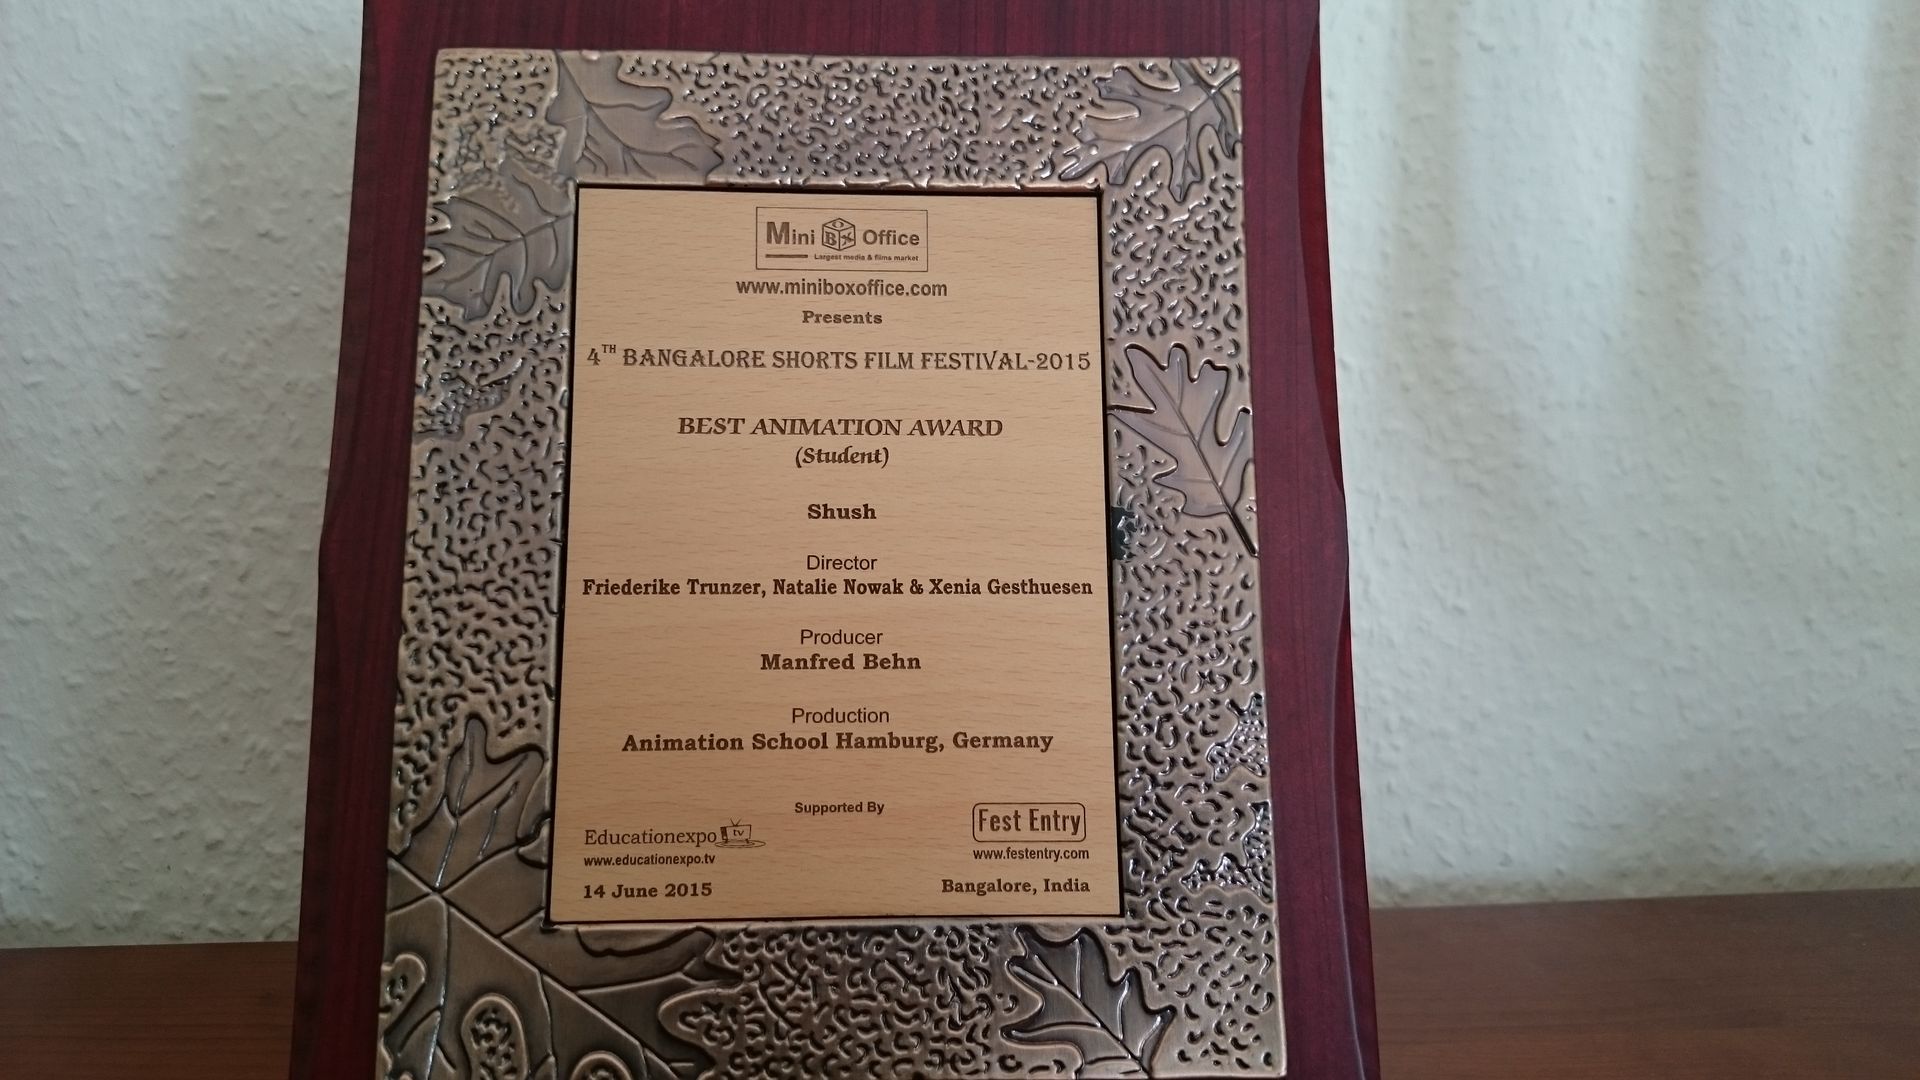 Mini BOX Office
Largest media & films market
www.miniboxoffice.com
Presents
4TH BANGALORE SHORTS FILM FESTIVAL-2015
BEST ANIMATION AWARD
(Student)
Shush
Director
Friederike Trunzer, Natalie Nowak & Xenia Gesthuesen
Producer
Manfred Behn
Production
Animation School Hamburg, Germany
Supported By
Educationexpo tv
www.educationexpo.tv
Fest Entry
www.festentry.com
14 June 2015
Bangalore, India